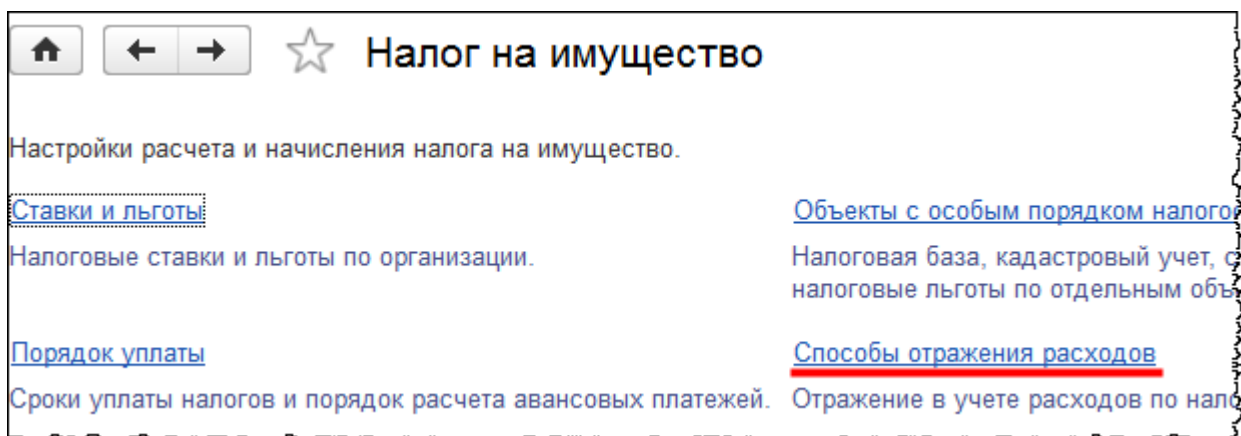 Налог на имущество
Настройки расчета и начисления налога на имущество.
Ставки и льготы
Объекты с особым порядком
Налоговые ставки и льготы по организации.
Налоговая база, кадастровый учет,
налоговые льготы по отдельным
Порядок уплаты
Способы отражения расходов
Сроки уплаты налогов и порядок расчета авансовых платежей.
Отражение в учете расходов по